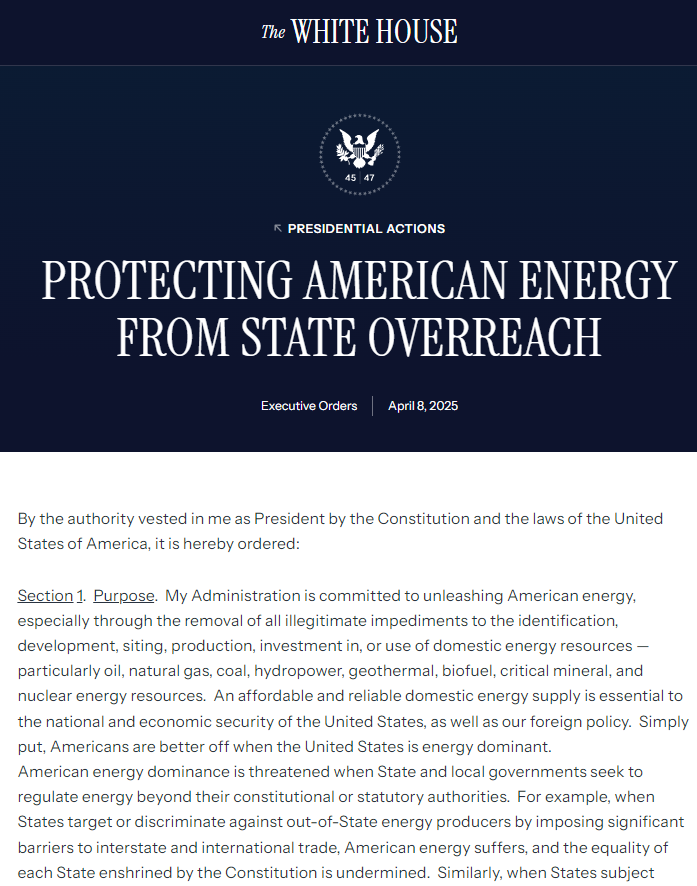 The WHITE HOUSE
45 47
PRESIDENTIAL ACTIONS
PROTECTING AMERICAN ENERGY
FROM STATE OVERREACH
Executive Orders
April 8, 2025
By the authority vested in me as President by the Constitution and the laws of the United
States of America, it is hereby ordered:
Section 1.  Purpose.  My Administration is committed to unleashing American energy,
especially through the removal of all illegitimate impediments to the identification,
development, siting, production, investment in, or use of domestic energy resources —
particularly oil, natural gas, coal, hydropower, geothermal, biofuel, critical mineral, and
nuclear energy resources.  An affordable and reliable domestic energy supply is essential to
the national and economic security of the United States, as well as our foreign policy.  Simply
put, Americans are better off when the United States is energy dominant.
American energy dominance is threatened when State and local governments seek to
regulate energy beyond their constitutional or statutory authorities.  For example, when
States target or discriminate against out-of-State energy producers by imposing significant
barriers to interstate and international trade, American energy suffers, and the equality of
each State enshrined by the Constitution is undermined.  Similarly, when States subject